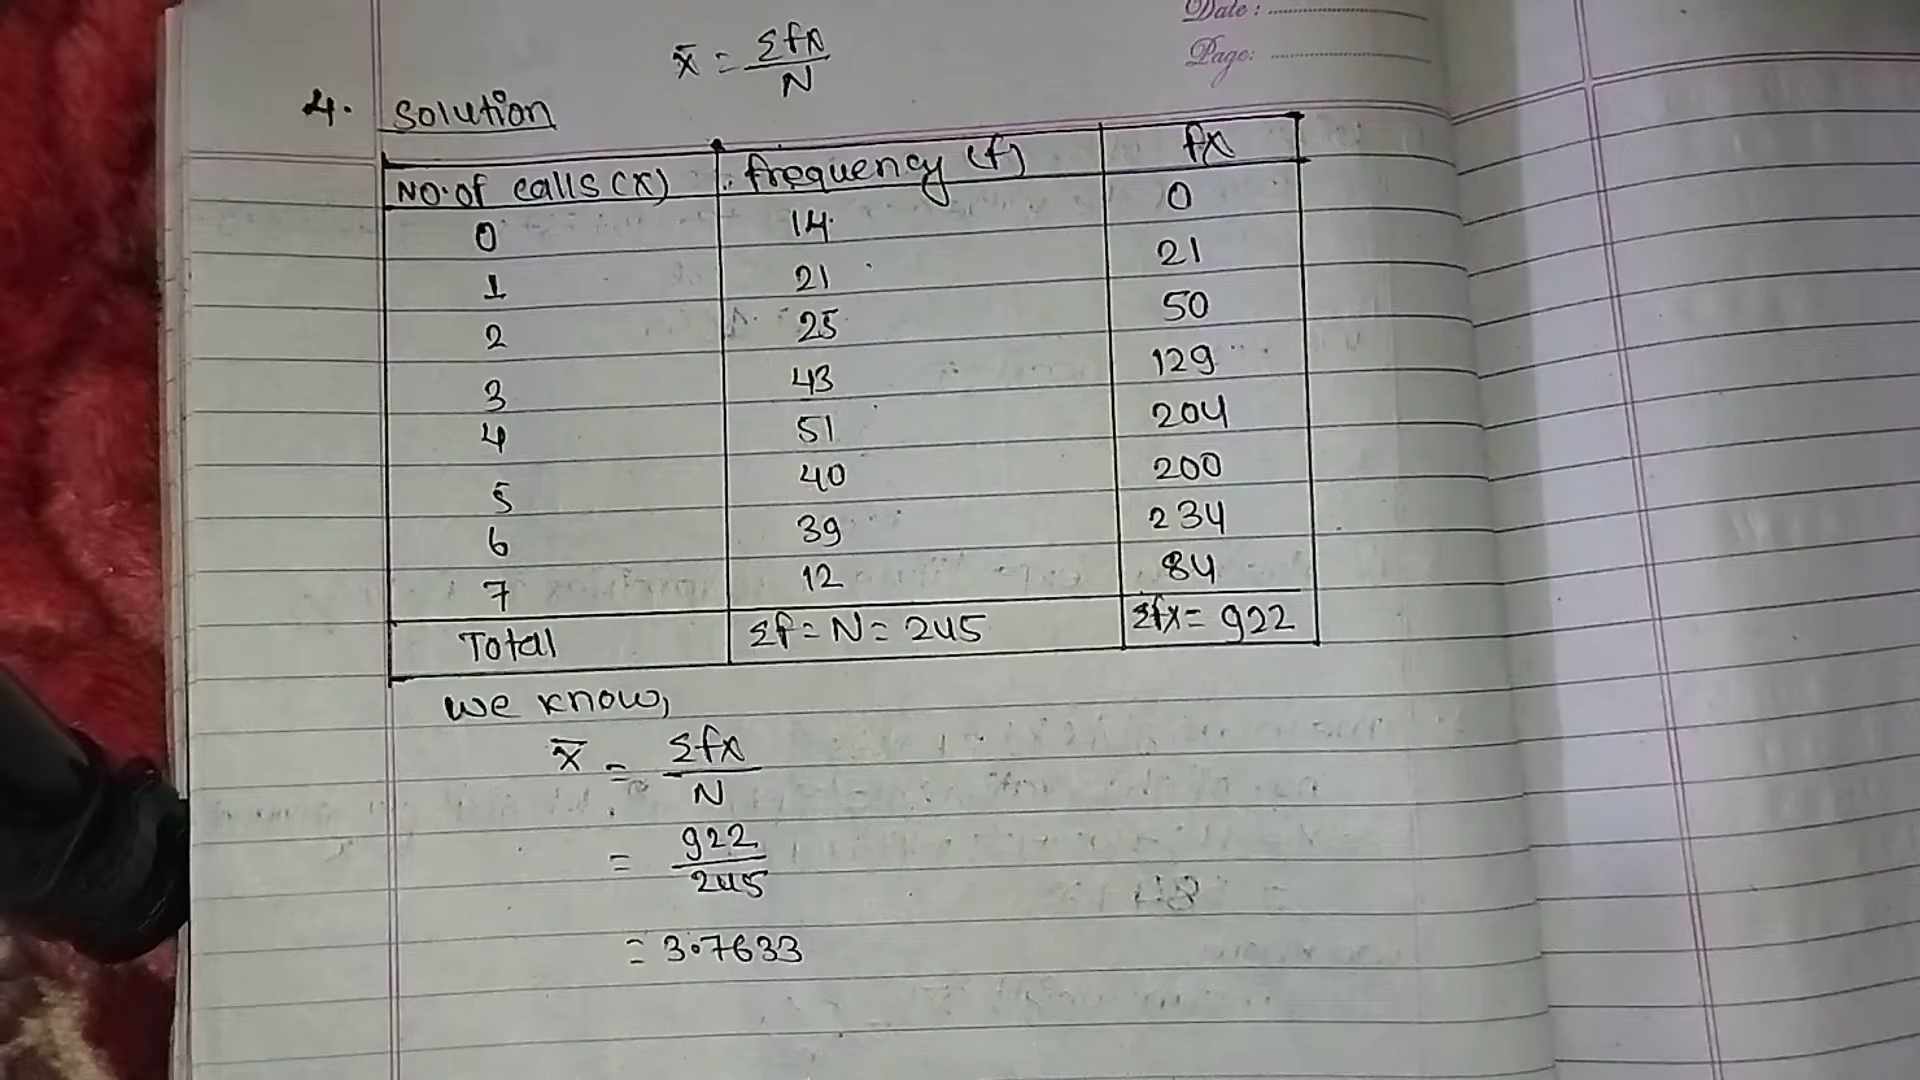 Date:
Page:
x̄ = Σfx/N
4. Solution
No. of calls (x) frequency (f) fx
0 14 0
1 21 21
2 25 50
3 43 129
4 51 204
5 40 200
6 39 234
7 12 84
Total Σf = N = 245 Σfx = 922
we know,
x̄ = Σfx/N
= 922/245
= 3.7633